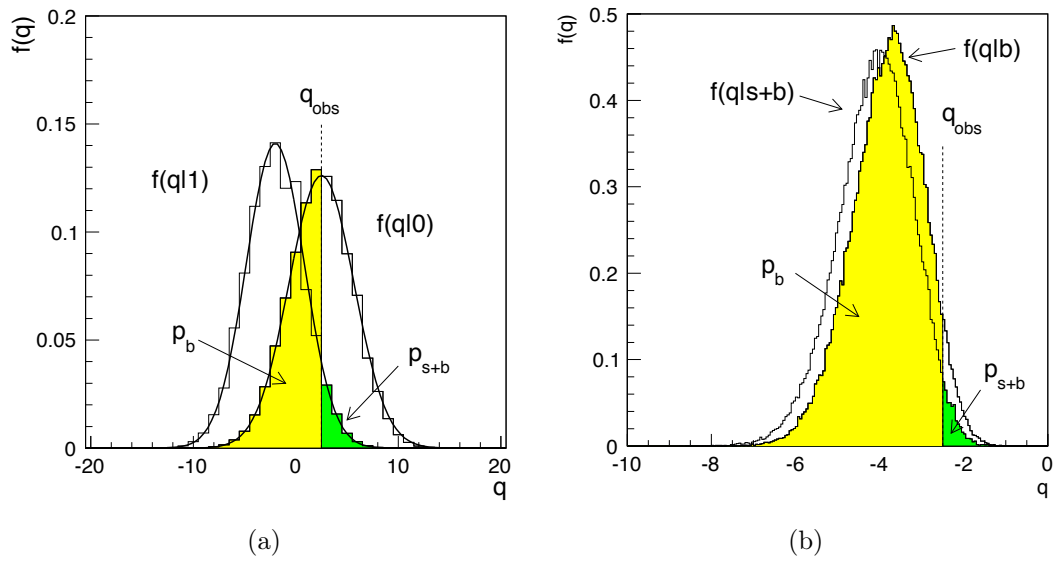 f(q)
0.2
0.15
0.1
0.05
0
-20
-10
0
10
20
q
q_obs
f(q|1)
f(q|0)
p_b
p_s+b
(a)
f(q)
0.5
0.4
0.3
0.2
0.1
0
-10
-8
-6
-4
-2
0
q
f(q|b)
f(q|s+b)
q_obs
p_b
p_s+b
(b)